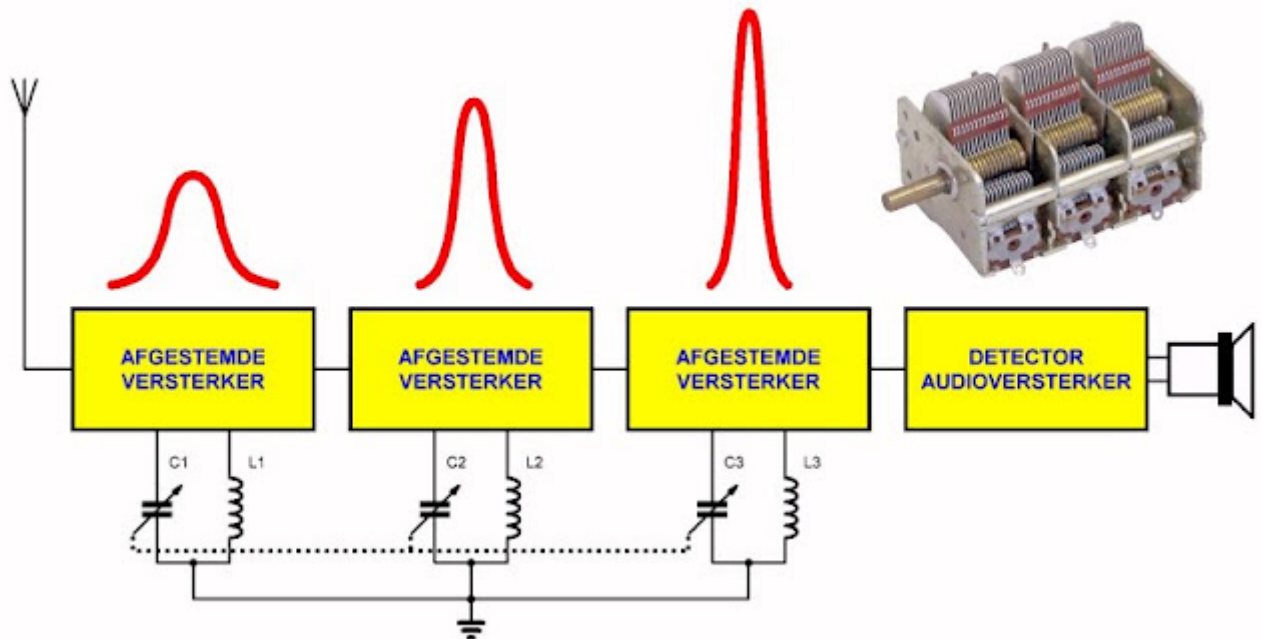 AFGESTEMDE
VERSTERKER
AFGESTEMDE
VERSTERKER
AFGESTEMDE
VERSTERKER
DETECTOR
AUDIOVERSTERKER
C1
L1
C2
L2
C3
L3